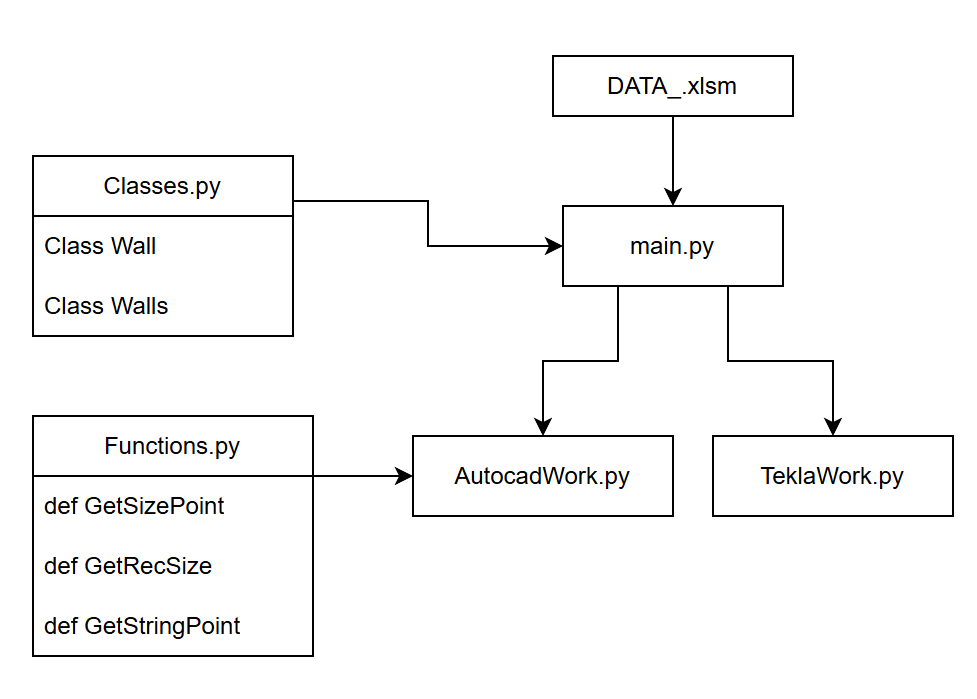 DATA_.xlsm
Classes.py
Class Wall
Class Walls
main.py
Functions.py
def GetSizePoint
def GetRecSize
def GetStringPoint
AutocadWork.py
TeklaWork.py